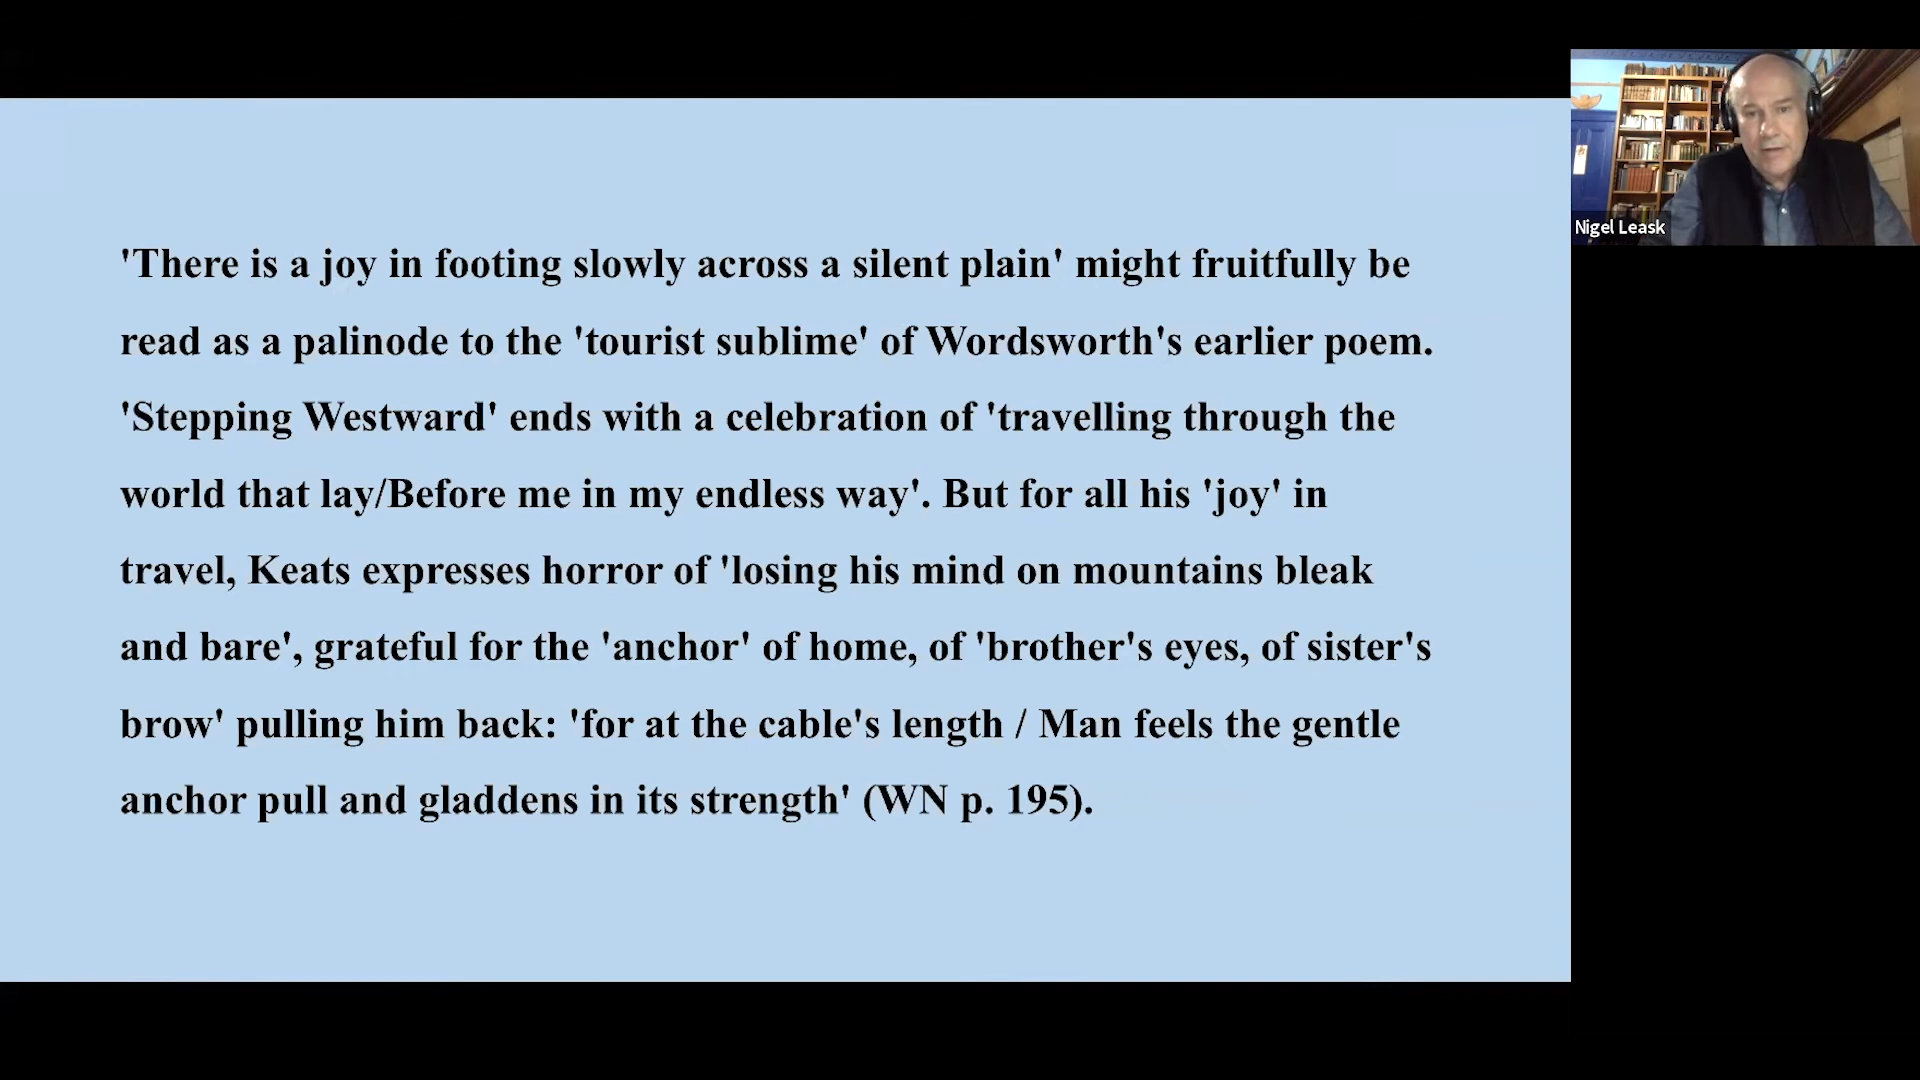 'There is a joy in footing slowly across a silent plain' might fruitfully be
read as a palinode to the 'tourist sublime' of Wordsworth's earlier poem.
'Stepping Westward' ends with a celebration of 'travelling through the
world that lay/Before me in my endless way'. But for all his 'joy' in
travel, Keats expresses horror of 'losing his mind on mountains bleak
and bare', grateful for the 'anchor' of home, of 'brother's eyes, of sister's
brow' pulling him back: 'for at the cable's length / Man feels the gentle
anchor pull and gladdens in its strength' (WN p. 195).
Nigel Leask